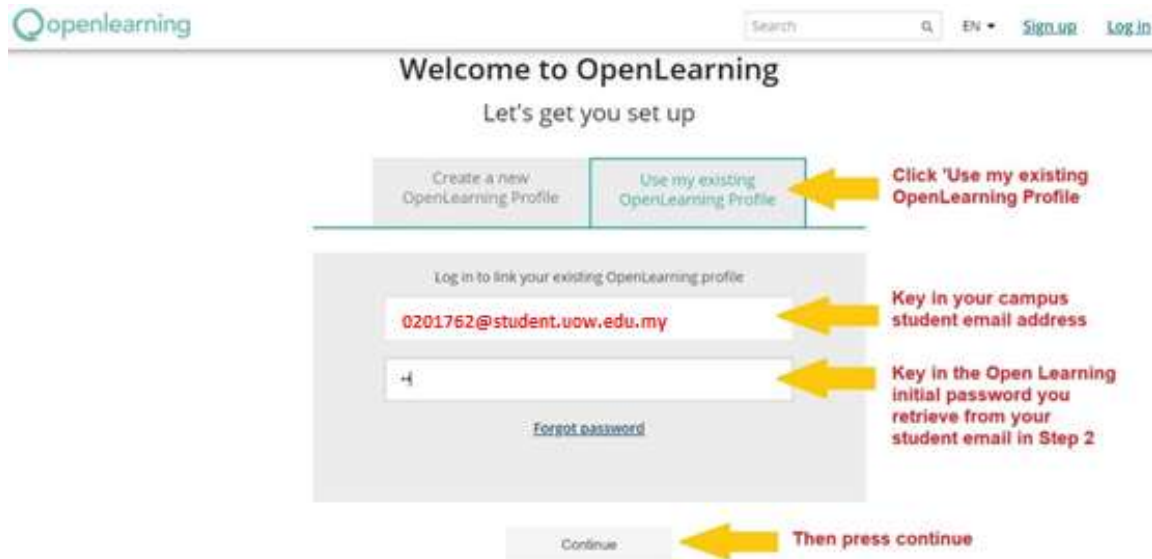 openlearning
Search EN Sign up Log in
Welcome to OpenLearning
Let's get you set up
Create a new
OpenLearning Profile
Use my existing
OpenLearning Profile
Click 'Use my existing
OpenLearning Profile
Log in to link your existing OpenLearning profile
0201762@student.uow.edu.my
Key in your campus
student email address
Key in the Open Learning
initial password you
retrieve from your
student email in Step 2
Forgot password
Continue
Then press continue